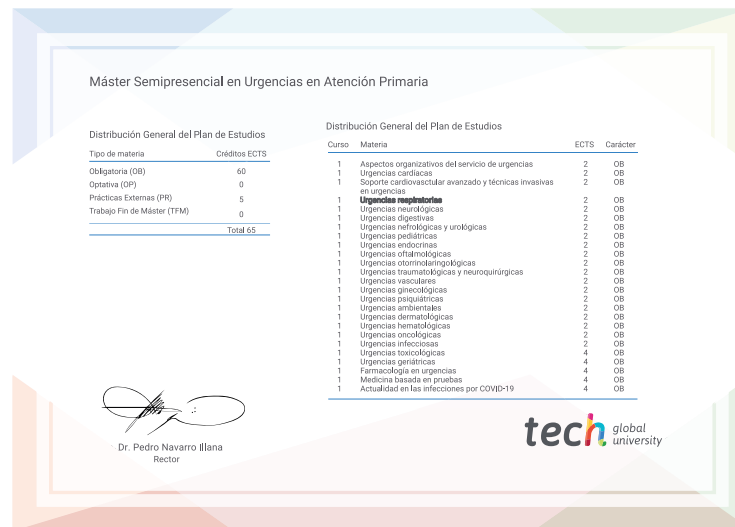 Máster Semipresencial en Urgencias en Atención Primaria
Distribución General del Plan de Estudios
Tipo de materia Créditos ECTS
Obligatoria (OB) 60
Optativa (OP) 0
Prácticas Externas (PR) 5
Trabajo Fin de Máster (TFM) 0
Total 65
Distribución General del Plan de Estudios
Curso Materia ECTS Carácter
1 Aspectos organizativos del servicio de urgencias 2 OB
1 Urgencias cardíacas 2 OB
1 Soporte cardiovascular avanzado y técnicas invasivas 2 OB
en urgencias
1 Urgencias respiratorias 2 OB
1 Urgencias neurológicas 2 OB
1 Urgencias digestivas 2 OB
1 Urgencias nefrológicas y urológicas 2 OB
1 Urgencias pediátricas 2 OB
1 Urgencias endocrinas 2 OB
1 Urgencias oftalmológicas 2 OB
1 Urgencias otorrinolaringológicas 2 OB
1 Urgencias traumatológicas y neuroquirúrgicas 2 OB
1 Urgencias vasculares 2 OB
1 Urgencias ginecológicas 2 OB
1 Urgencias psiquiátricas 2 OB
1 Urgencias ambientales 2 OB
1 Urgencias dermatológicas 2 OB
1 Urgencias hematológicas 2 OB
1 Urgencias oncológicas 2 OB
1 Urgencias infecciosas 2 OB
1 Urgencias toxicológicas 4 OB
1 Urgencias geriátricas 4 OB
1 Farmacología en urgencias 4 OB
1 Medicina basada en pruebas 4 OB
1 Actualidad en las infecciones por COVID-19 4 OB
Dr. Pedro Navarro Illana
Rector
tech global
university